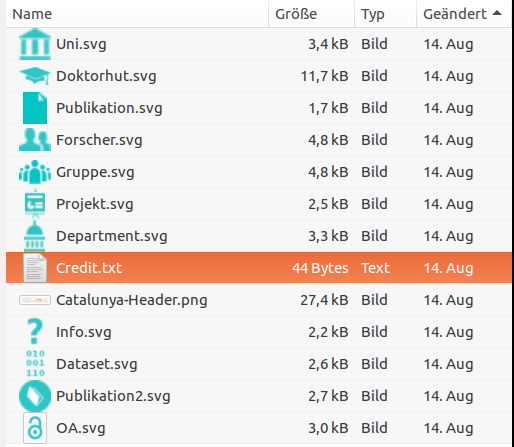 Name Größe Typ Geändert
Uni.svg 3,4 kB Bild 14. Aug
Doktorhut.svg 11,7 kB Bild 14. Aug
Publikation.svg 1,7 kB Bild 14. Aug
Forscher.svg 4,8 kB Bild 14. Aug
Gruppe.svg 4,8 kB Bild 14. Aug
Projekt.svg 2,5 kB Bild 14. Aug
Department.svg 3,3 kB Bild 14. Aug
Credit.txt 44 Bytes Text 14. Aug
Catalunya-Header.png 27,4 kB Bild 14. Aug
? Info.svg 2,2 kB Bild 14. Aug
010
001
110
Dataset.svg 2,6 kB Bild 14. Aug
Publikation2.svg 2,7 kB Bild 14. Aug
OA.svg 3,0 kB Bild 14. Aug